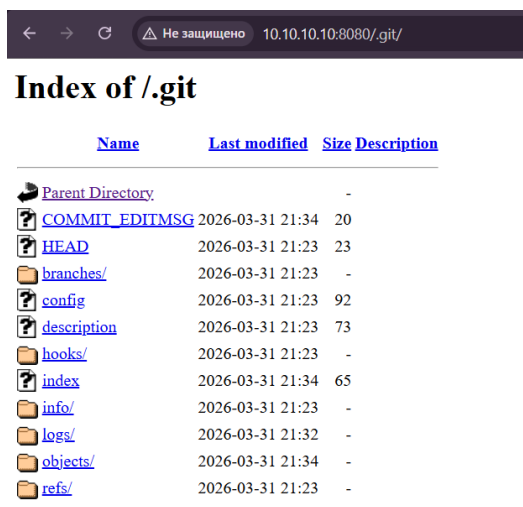 Не защищено 10.10.10.10:8080/.git/
Index of /.git
Name Last modified Size Description
Parent Directory -
COMMIT_EDITMSG 2026-03-31 21:34 20
HEAD 2026-03-31 21:23 23
branches/ 2026-03-31 21:23 -
config 2026-03-31 21:23 92
description 2026-03-31 21:23 73
hooks/ 2026-03-31 21:23 -
index 2026-03-31 21:34 65
info/ 2026-03-31 21:23 -
logs/ 2026-03-31 21:32 -
objects/ 2026-03-31 21:34 -
refs/ 2026-03-31 21:23 -